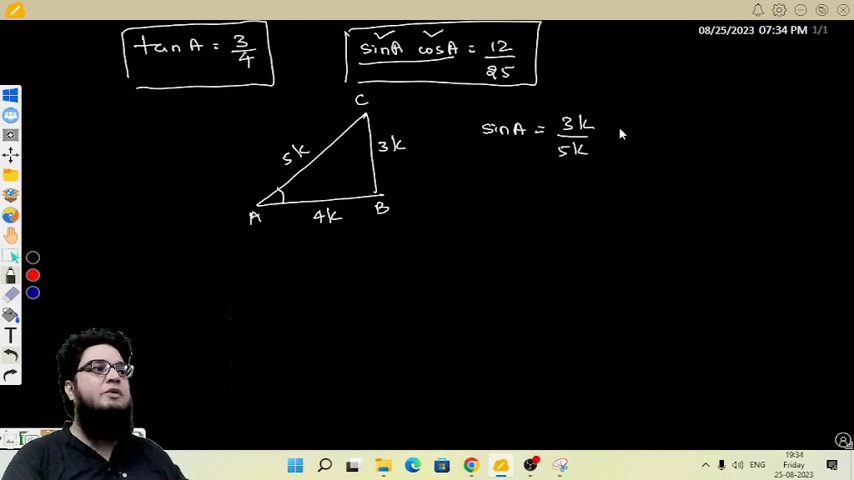 08/25/2023 07:34 PM 1/1
tan A = 3/4
sinA cosA = 12/25
C
5k
3k
A
4k
B
sinA = 3k/5k
T
ENG
19:34
Friday
25-08-2023